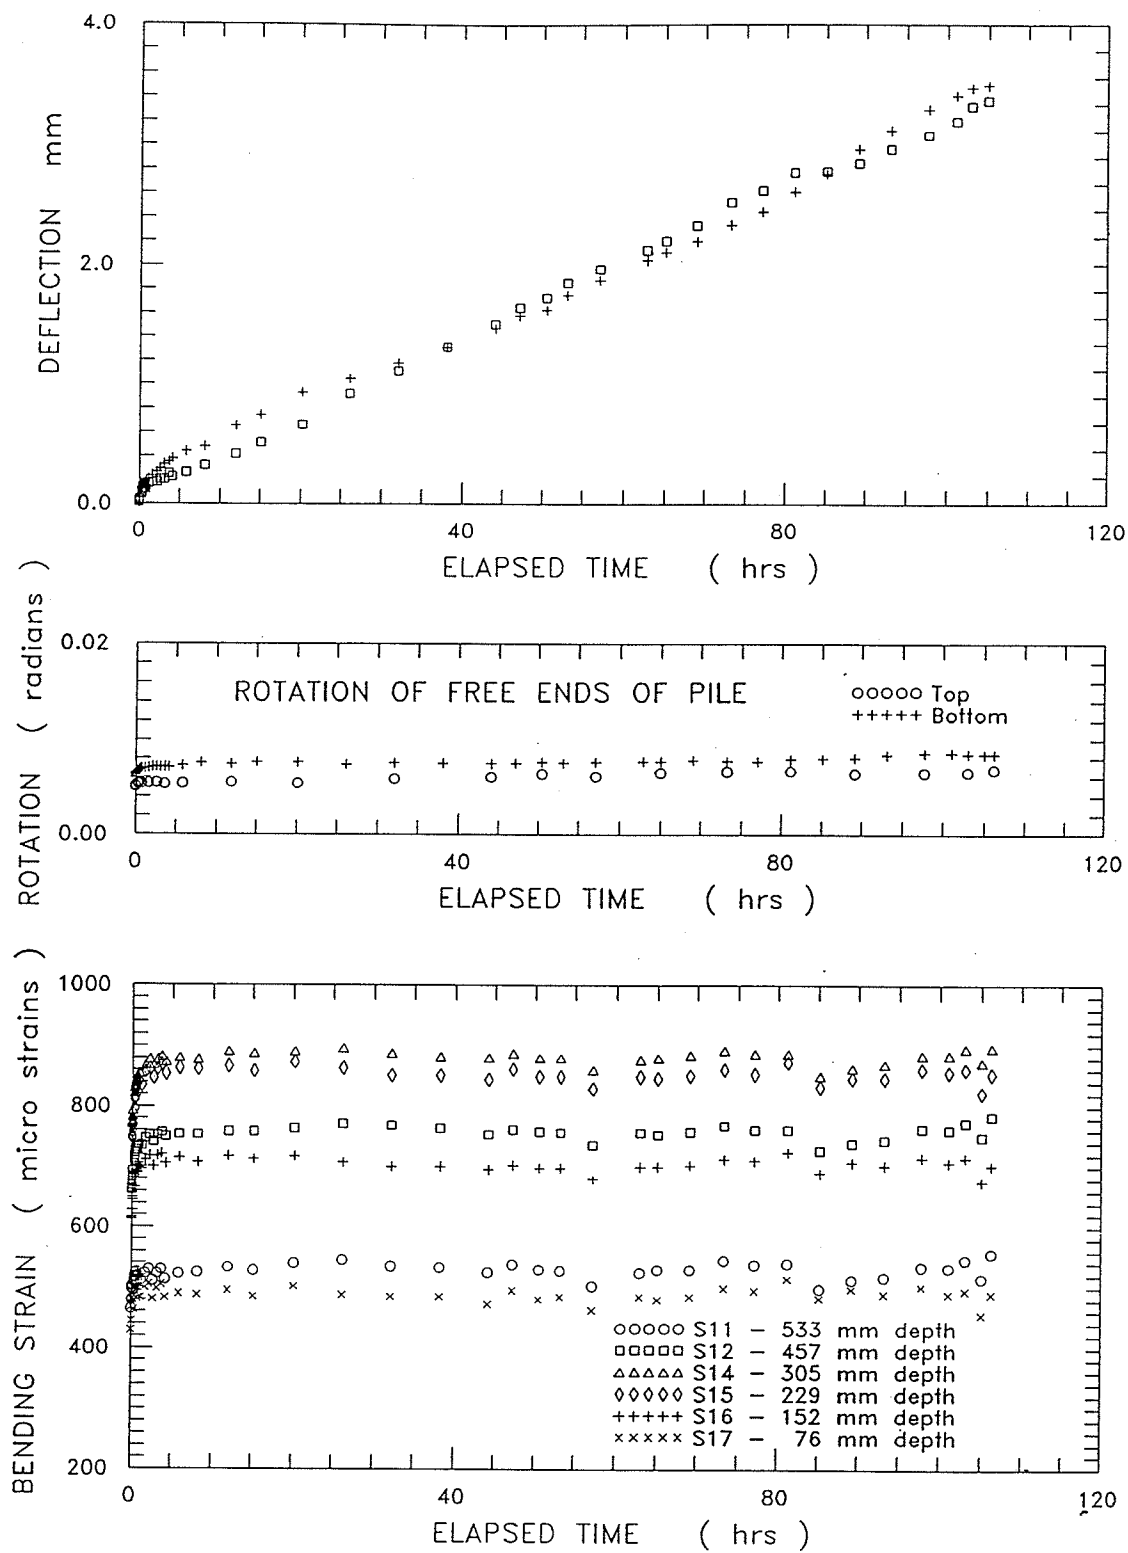 4.0
2.0
0.0
DEFLECTION mm
0 40 80 120
ELAPSED TIME ( hrs )
0.02
0.00
ROTATION ( radians )
ROTATION OF FREE ENDS OF PILE
○○○○○ Top
+++++ Bottom
0 40 80 120
ELAPSED TIME ( hrs )
1000
800
600
400
200
BENDING STRAIN ( micro strains )
○○○○○ S11 - 533 mm depth
□□□□□ S12 - 457 mm depth
△△△△△ S14 - 305 mm depth
◊◊◊◊◊ S15 - 229 mm depth
+++++ S16 - 152 mm depth
××××× S17 - 76 mm depth
0 40 80 120
ELAPSED TIME ( hrs )